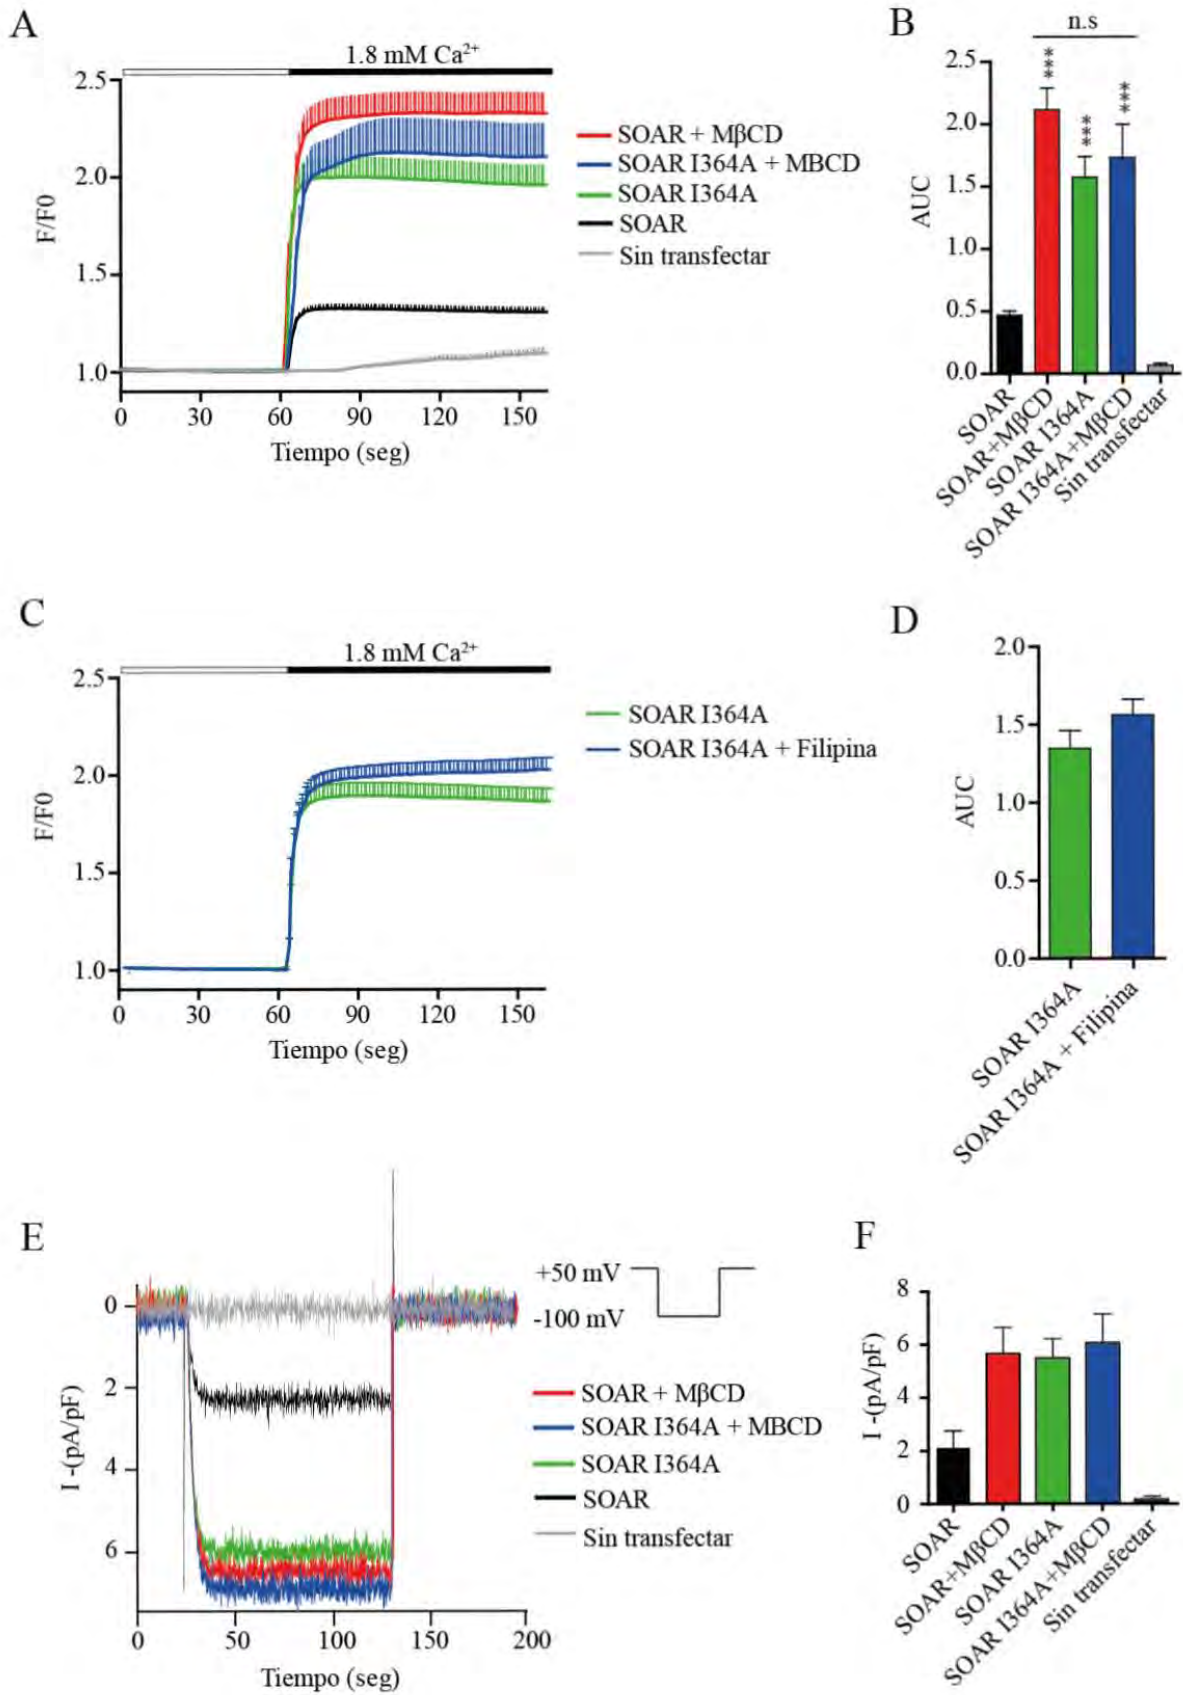 A
1.8 mM Ca²⁺
2.5
2.0
1.5
1.0
F/F0
0 30 60 90 120 150
Tiempo (seg)
SOAR + MβCD
SOAR I364A + MBCD
SOAR I364A
SOAR
Sin transfectar
B
n.s
***
***
***
2.5
2.0
1.5
1.0
0.5
0.0
AUC
SOAR
SOAR+MβCD
SOAR I364A
SOAR I364A+MβCD
Sin transfectar
C
1.8 mM Ca²⁺
2.5
2.0
1.5
1.0
F/F0
0 30 60 90 120 150
Tiempo (seg)
SOAR I364A
SOAR I364A + Filipina
D
2.0
1.5
1.0
0.5
0.0
AUC
SOAR I364A
SOAR I364A + Filipina
E
0
2
4
6
I -(pA/pF)
0 50 100 150 200
Tiempo (seg)
+50 mV
-100 mV
SOAR + MβCD
SOAR I364A + MBCD
SOAR I364A
SOAR
Sin transfectar
F
8
6
4
2
0
I -(pA/pF)
SOAR
SOAR+MβCD
SOAR I364A
SOAR I364A+MβCD
Sin transfectar